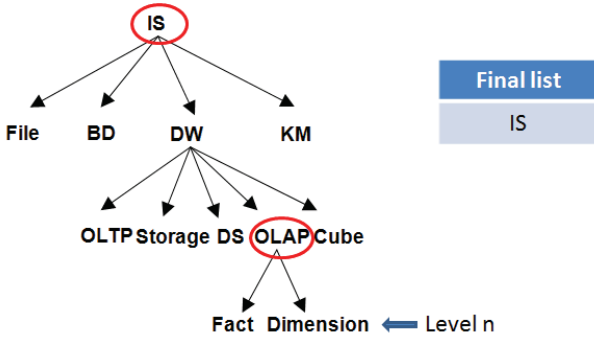 IS
Final list
IS
File BD DW KM
OLTP Storage DS OLAP Cube
Fact Dimension Level n